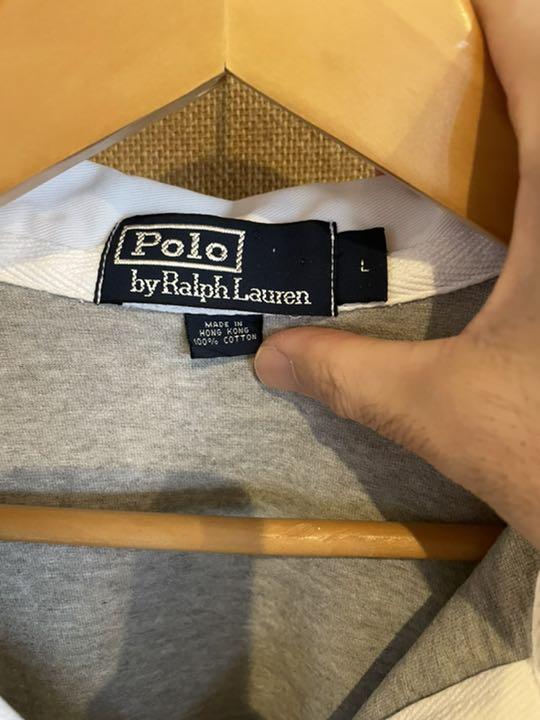 Polo
by Ralph Lauren
L
MADE IN
HONG KONG
100% COTTON